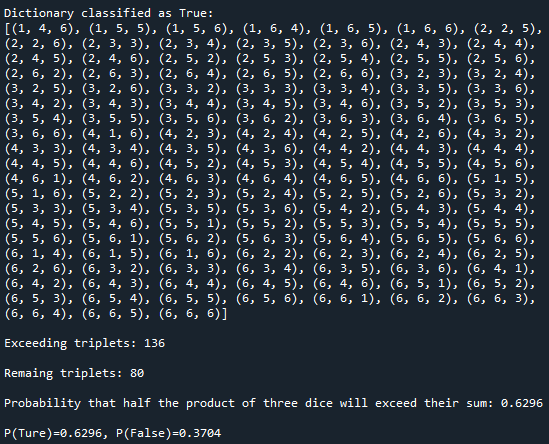 Dictionary classified as True:
[(1, 4, 6), (1, 5, 5), (1, 5, 6), (1, 6, 4), (1, 6, 5), (1, 6, 6), (2, 2, 5),
(2, 2, 6), (2, 3, 3), (2, 3, 4), (2, 3, 5), (2, 3, 6), (2, 4, 3), (2, 4, 4),
(2, 4, 5), (2, 4, 6), (2, 5, 2), (2, 5, 3), (2, 5, 4), (2, 5, 5), (2, 5, 6),
(2, 6, 2), (2, 6, 3), (2, 6, 4), (2, 6, 5), (2, 6, 6), (3, 2, 3), (3, 2, 4),
(3, 2, 5), (3, 2, 6), (3, 3, 2), (3, 3, 3), (3, 3, 4), (3, 3, 5), (3, 3, 6),
(3, 4, 2), (3, 4, 3), (3, 4, 4), (3, 4, 5), (3, 4, 6), (3, 5, 2), (3, 5, 3),
(3, 5, 4), (3, 5, 5), (3, 5, 6), (3, 6, 2), (3, 6, 3), (3, 6, 4), (3, 6, 5),
(3, 6, 6), (4, 1, 6), (4, 2, 3), (4, 2, 4), (4, 2, 5), (4, 2, 6), (4, 3, 2),
(4, 3, 3), (4, 3, 4), (4, 3, 5), (4, 3, 6), (4, 4, 2), (4, 4, 3), (4, 4, 4),
(4, 4, 5), (4, 4, 6), (4, 5, 2), (4, 5, 3), (4, 5, 4), (4, 5, 5), (4, 5, 6),
(4, 6, 1), (4, 6, 2), (4, 6, 3), (4, 6, 4), (4, 6, 5), (4, 6, 6), (5, 1, 5),
(5, 1, 6), (5, 2, 2), (5, 2, 3), (5, 2, 4), (5, 2, 5), (5, 2, 6), (5, 3, 2),
(5, 3, 3), (5, 3, 4), (5, 3, 5), (5, 3, 6), (5, 4, 2), (5, 4, 3), (5, 4, 4),
(5, 4, 5), (5, 4, 6), (5, 5, 1), (5, 5, 2), (5, 5, 3), (5, 5, 4), (5, 5, 5),
(5, 5, 6), (5, 6, 1), (5, 6, 2), (5, 6, 3), (5, 6, 4), (5, 6, 5), (5, 6, 6),
(6, 1, 4), (6, 1, 5), (6, 1, 6), (6, 2, 2), (6, 2, 3), (6, 2, 4), (6, 2, 5),
(6, 2, 6), (6, 3, 2), (6, 3, 3), (6, 3, 4), (6, 3, 5), (6, 3, 6), (6, 4, 1),
(6, 4, 2), (6, 4, 3), (6, 4, 4), (6, 4, 5), (6, 4, 6), (6, 5, 1), (6, 5, 2),
(6, 5, 3), (6, 5, 4), (6, 5, 5), (6, 5, 6), (6, 6, 1), (6, 6, 2), (6, 6, 3),
(6, 6, 4), (6, 6, 5), (6, 6, 6)]
Exceeding triplets: 136
Remaing triplets: 80
Probability that half the product of three dice will exceed their sum: 0.6296
P(Ture)=0.6296, P(False)=0.3704